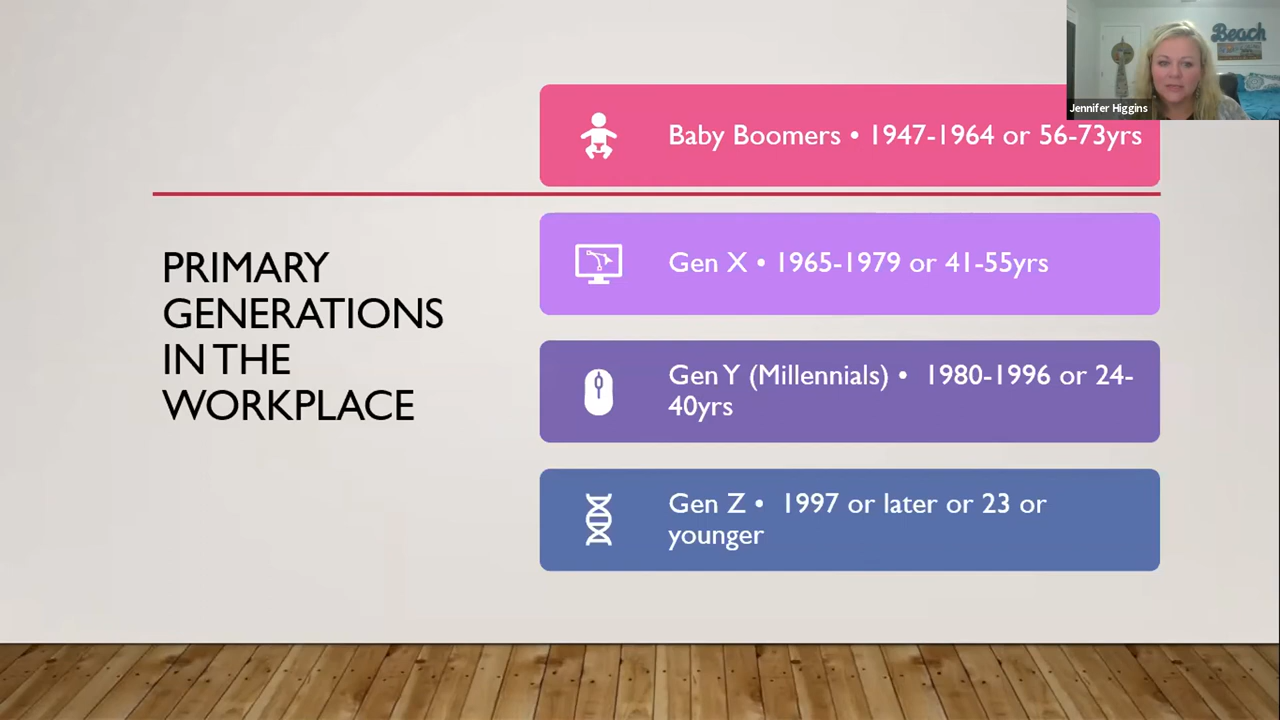 Beach
Jennifer Higgins
Baby Boomers • 1947-1964 or 56-73yrs
PRIMARY
GENERATIONS
IN THE
WORKPLACE
Gen X • 1965-1979 or 41-55yrs
Gen Y (Millennials) • 1980-1996 or 24-
40yrs
Gen Z • 1997 or later or 23 or
younger